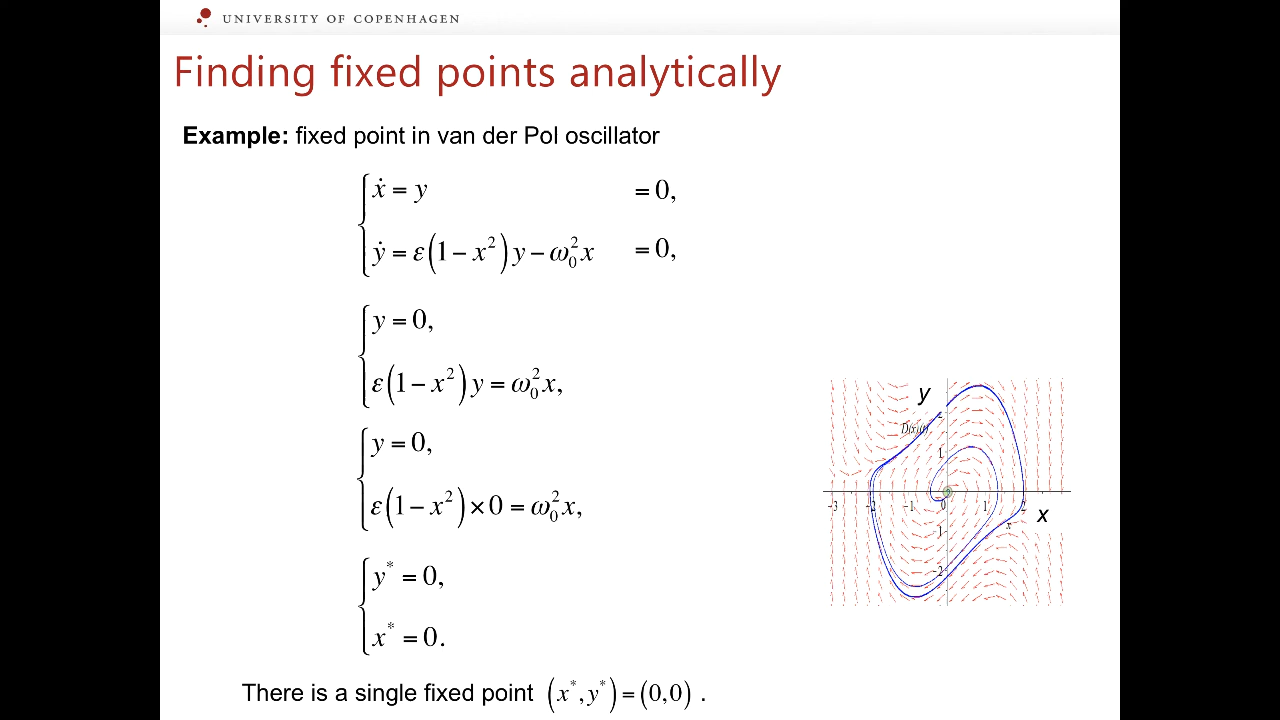 UNIVERSITY OF COPENHAGEN
Finding fixed points analytically
Example: fixed point in van der Pol oscillator
ẋ = y = 0,
ẏ = ε(1 − x²)y − ω₀²x = 0,
y = 0,
ε(1 − x²)y = ω₀²x,
y = 0,
ε(1 − x²) × 0 = ω₀²x,
y* = 0,
x* = 0.
There is a single fixed point (x*, y*) = (0,0) .
y
1
-3 -2 -1 0 1 2
x
x
-1
-2